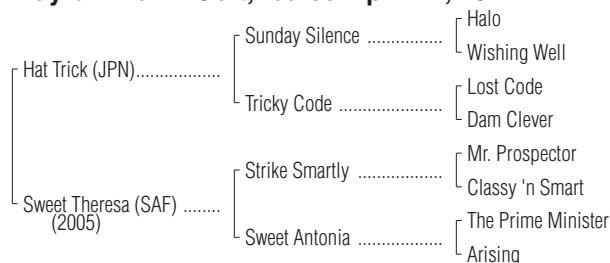 Halo
Sunday Silence ................
Wishing Well
Hat Trick (JPN)..................
Lost Code
Tricky Code ......................
Dam Clever
Mr. Prospector
Strike Smartly ..................
Classy 'n Smart
Sweet Theresa (SAF) ........
(2005)
The Prime Minister
Sweet Antonia ..................
Arising